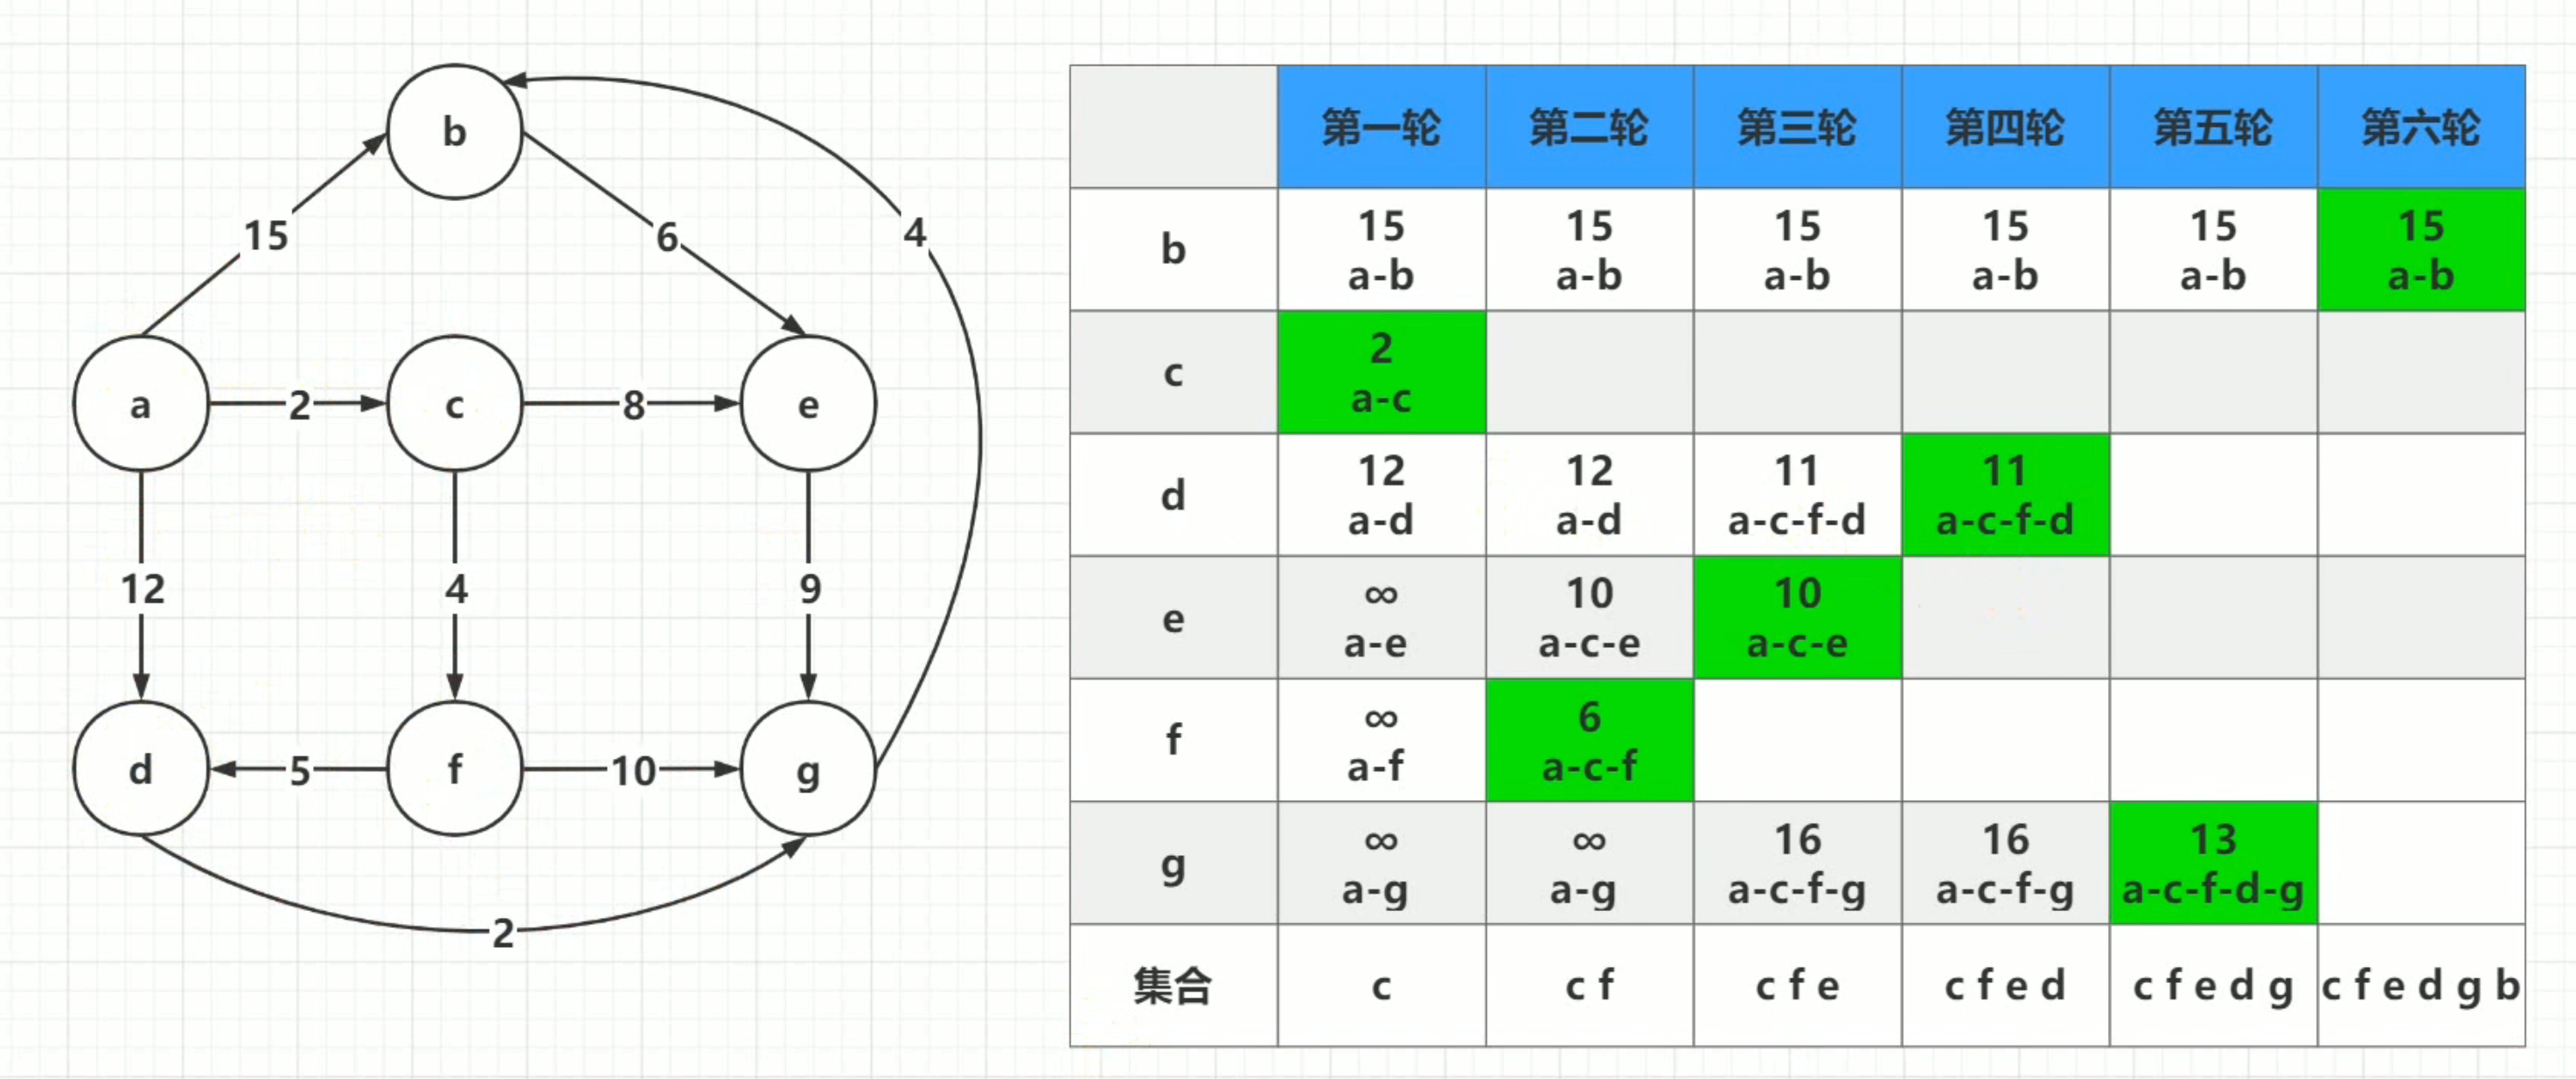 b
15
6
4
a
2
c
8
e
12
4
9
d
5
f
10
g
2
第一轮 第二轮 第三轮 第四轮 第五轮 第六轮
b
15 15 15 15 15 15
a-b a-b a-b a-b a-b a-b
c
2
a-c
d
12 12 11 11
a-d a-d a-c-f-d a-c-f-d
e
∞ 10 10
a-e a-c-e a-c-e
f
∞ 6
a-f a-c-f
g
∞ ∞ 16 16 13
a-g a-g a-c-f-g a-c-f-g a-c-f-d-g
集合 c c f c f e c f e d c f e d g c f e d g b